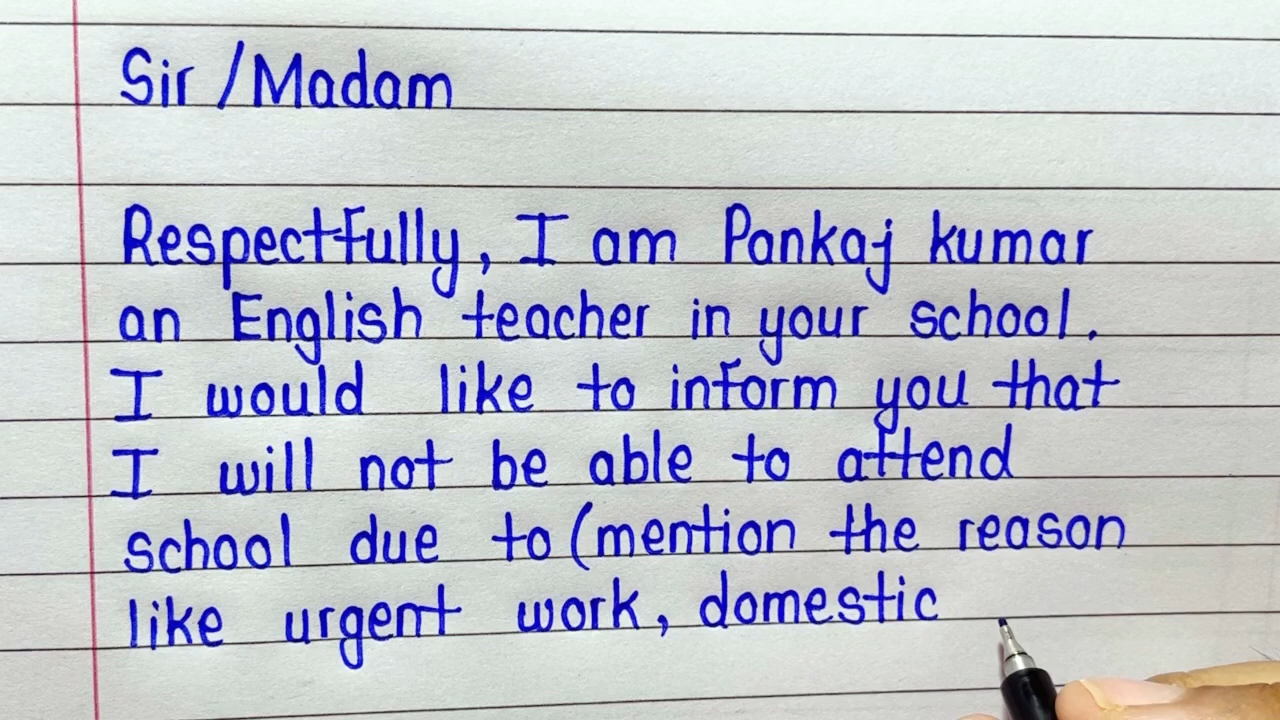 Sir /Madam
Respectfully, I am Pankaj kumar
an English teacher in your school.
I would like to inform you that
I will not be able to attend
school due to (mention the reason
like urgent work, domestic